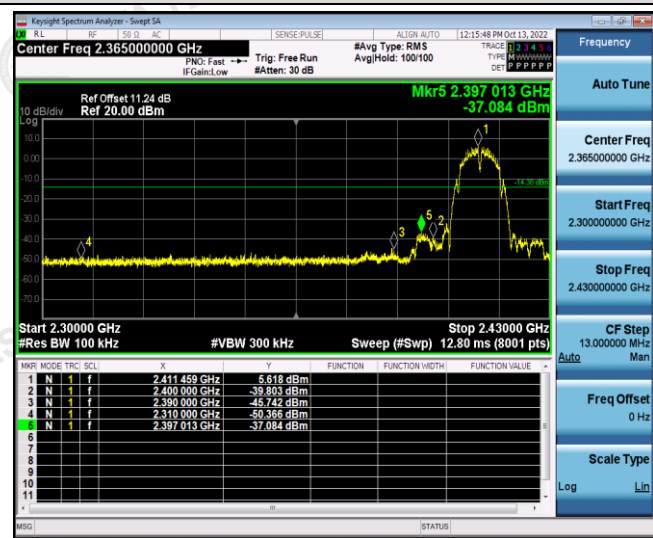 Keysight Spectrum Analyzer - Swept SA
RL RF 50 Ω AC SENSE:PULSE ALIGN AUTO 12:15:48 PM Oct 13, 2022
Center Freq 2.365000000 GHz
PNO: Fast
IFGain:Low
Trig: Free Run
#Atten: 30 dB
#Avg Type: RMS
Avg|Hold: 100/100
TRACE 1 2 3 4 5 6
TYPE M WWWWW
DET P P P P P P
Frequency
Auto Tune
Ref Offset 11.24 dB
10 dB/div Ref 20.00 dBm
Log
Mkr5 2.397 013 GHz
-37.084 dBm
10.0
0.00
-10.0
-20.0
-30.0
-40.0
-50.0
-60.0
-70.0
1
-14.38 dBm
5
2
3
4
Center Freq
2.365000000 GHz
Start Freq
2.300000000 GHz
Stop Freq
2.430000000 GHz
Start 2.30000 GHz Stop 2.43000 GHz
#Res BW 100 kHz #VBW 300 kHz Sweep (#Swp) 12.80 ms (8001 pts)
CF Step
13.000000 MHz
Auto Man
MKR MODE TRC SCL X Y FUNCTION FUNCTION WIDTH FUNCTION VALUE
1 N 1 f 2.411 459 GHz 5.618 dBm
2 N 1 f 2.400 000 GHz -39.803 dBm
3 N 1 f 2.390 000 GHz -45.742 dBm
4 N 1 f 2.310 000 GHz -50.366 dBm
5 N 1 f 2.397 013 GHz -37.084 dBm
6
7
8
9
10
11
Freq Offset
0 Hz
Scale Type
Log Lin
MSG STATUS